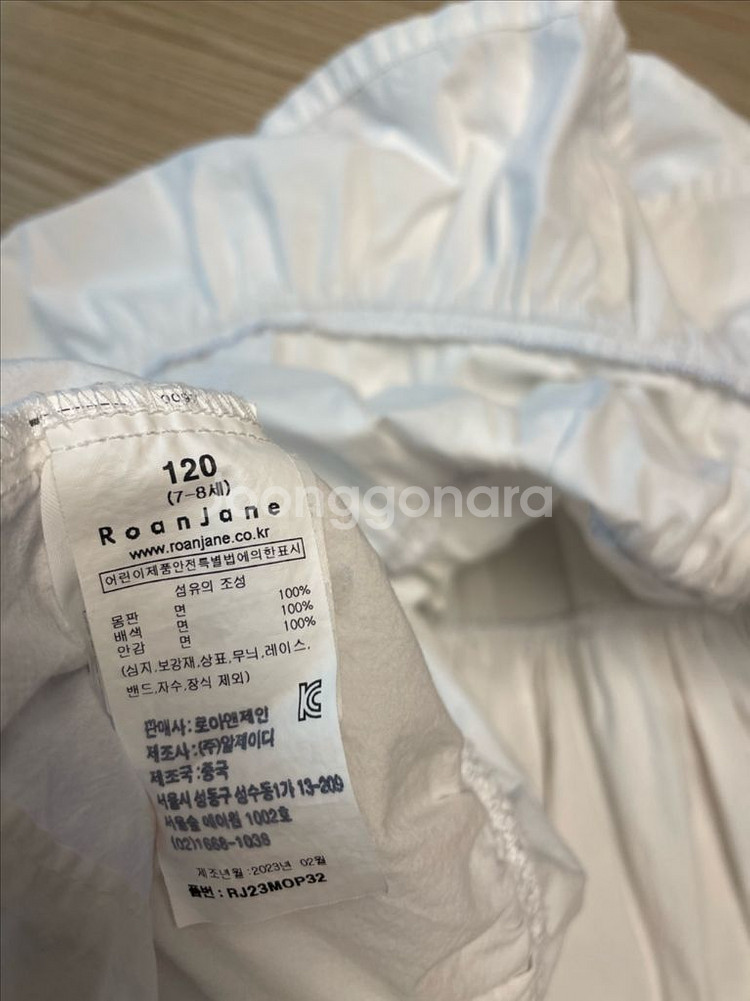 120
(7-8세)
RoanJane
www.roanjane.co.kr
어린이제품안전특별법에의한표시
섬유의 조성
몸판 면 100%
배색 면 100%
안감 면 100%
(심지,보강재,상표,무늬,레이스,
밴드,자수,장식 제외)
판매사:로아앤제인
제조사:(주)알제이디
제조국:중국
서울시 성동구 성수동1가 13-209
서울숲 에이원 1002호
(02)1668-1038
제조년월:2023년 02월
품번 : RJ23MOP32
joonggonara